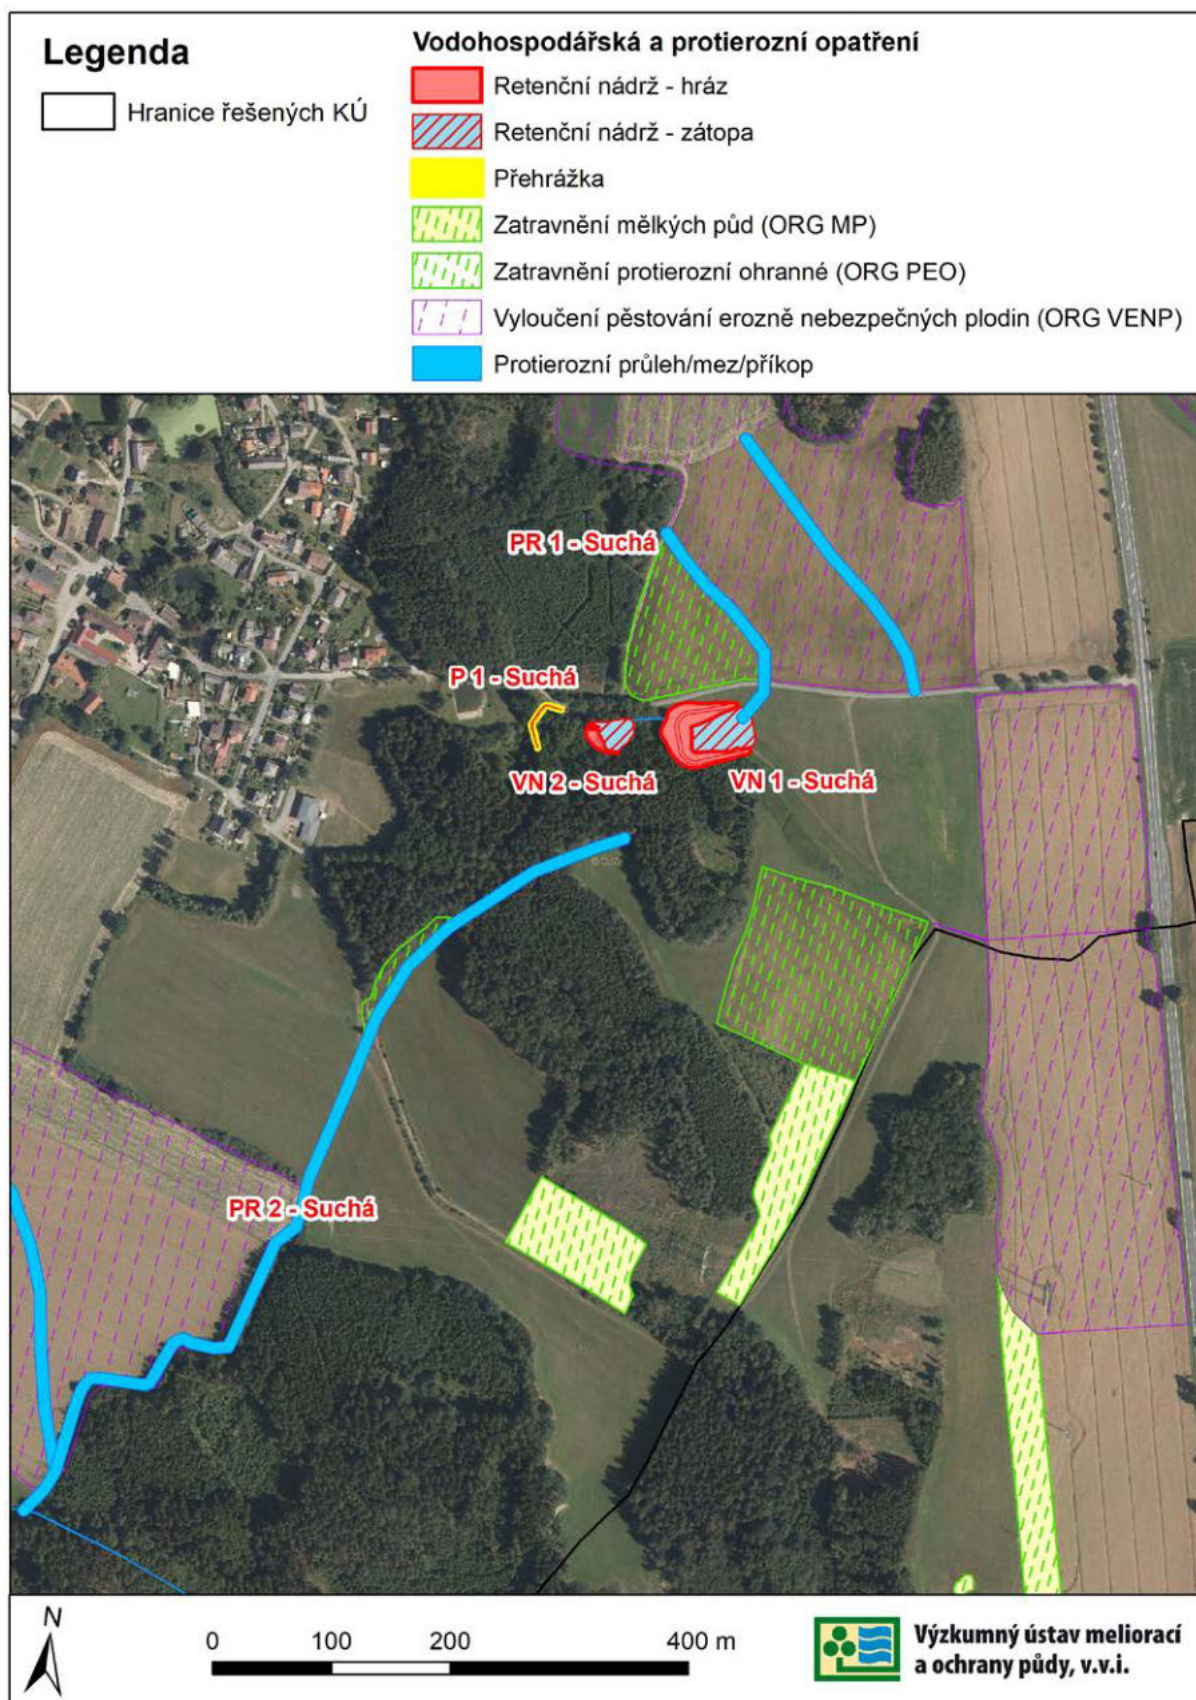 Legenda
Hranice řešených KÚ
Vodohospodářská a protierozní opatření
Retenční nádrž - hráz
Retenční nádrž - zátopa
Přehrážka
Zatravnění mělkých půd (ORG MP)
Zatravnění protierozní ohranné (ORG PEO)
Vyloučení pěstování erozně nebezpečných plodin (ORG VENP)
Protierozní průleh/mez/příkop
PR 1 - Suchá
P 1 - Suchá
VN 2 - Suchá
VN 1 - Suchá
PR 2 - Suchá
N
0 100 200 400 m
Výzkumný ústav meliorací
a ochrany půdy, v.v.i.